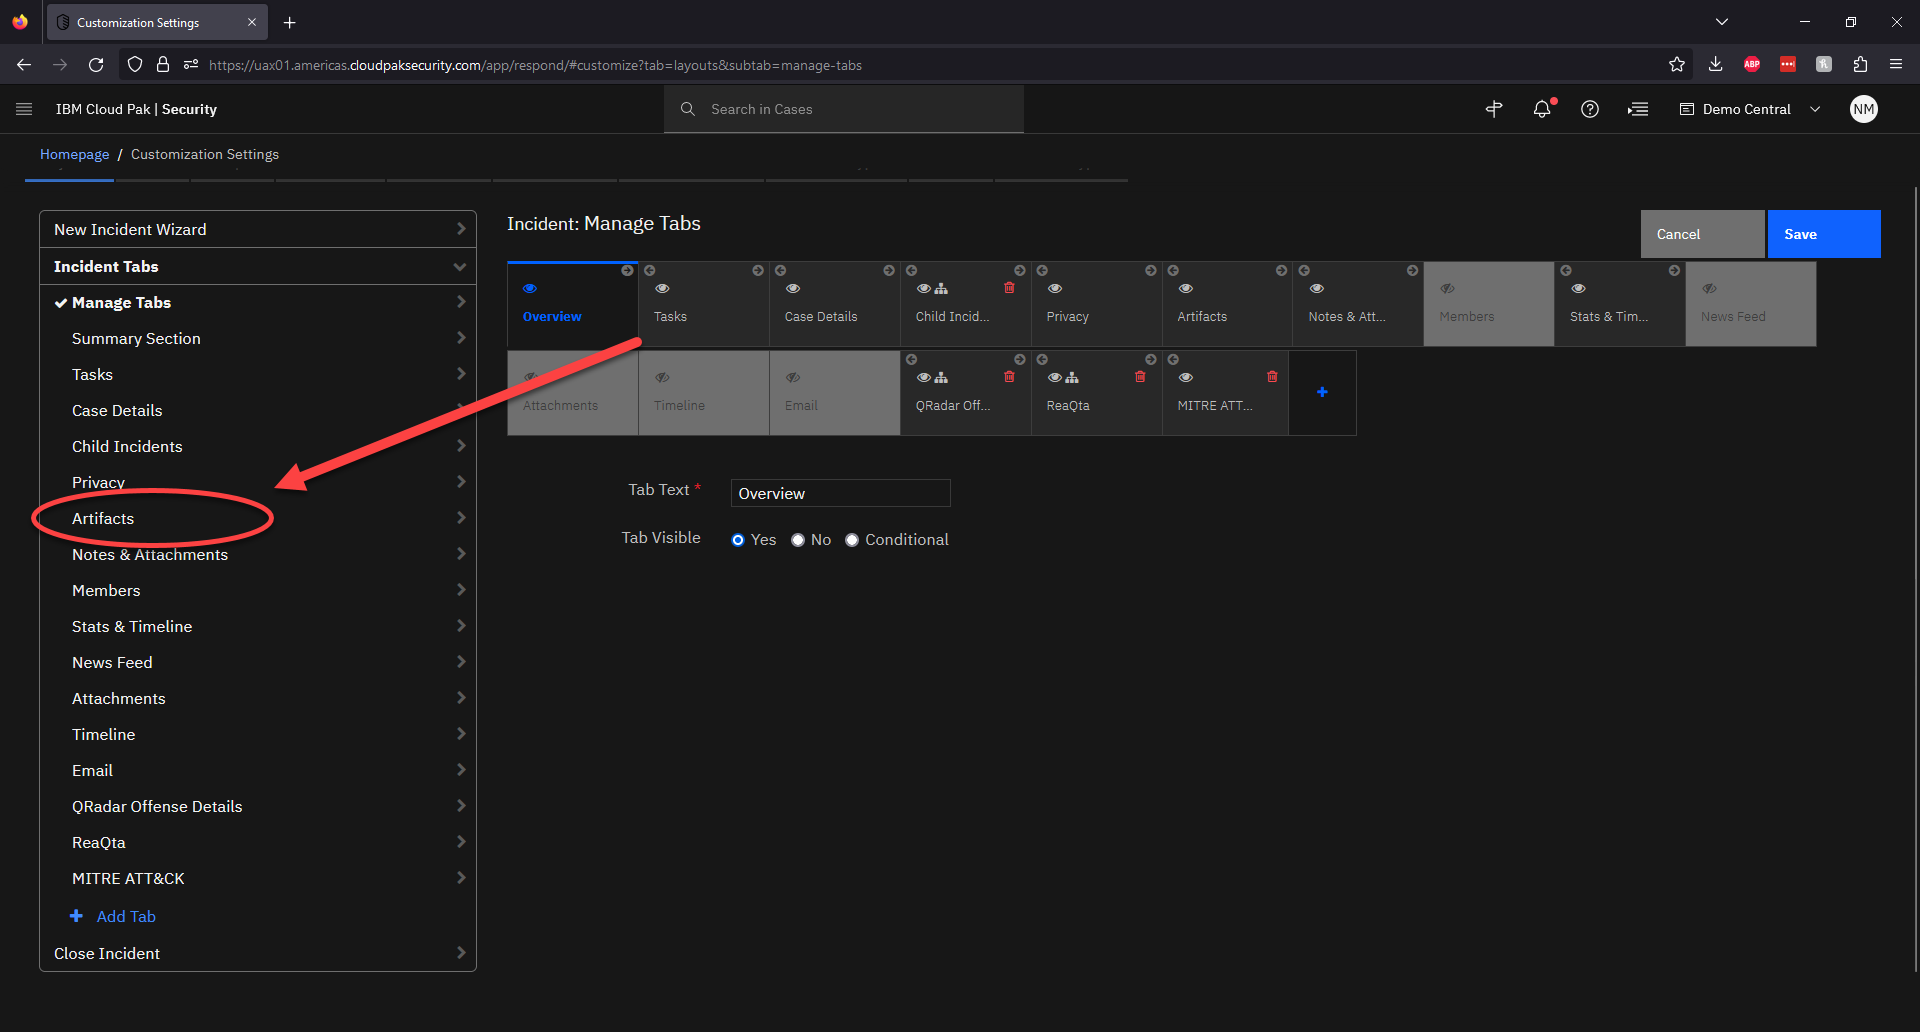 Customization Settings
https://uax01.americas.cloudpaksecurity.com/app/respond/#customize?tab=layouts&subtab=manage-tabs
ABP
IBM Cloud Pak | Security
Search in Cases
Demo Central
NM
Homepage / Customization Settings
New Incident Wizard
Incident Tabs
Manage Tabs
Summary Section
Tasks
Case Details
Child Incidents
Privacy
Artifacts
Notes & Attachments
Members
Stats & Timeline
News Feed
Attachments
Timeline
Email
QRadar Offense Details
ReaQta
MITRE ATT&CK
Add Tab
Close Incident
Incident: Manage Tabs
Cancel
Save
Overview
Tasks
Case Details
Child Incid...
Privacy
Artifacts
Notes & Att...
Members
Stats & Tim...
News Feed
Attachments
Timeline
Email
QRadar Off...
ReaQta
MITRE ATT...
Tab Text *
Overview
Tab Visible
Yes No Conditional